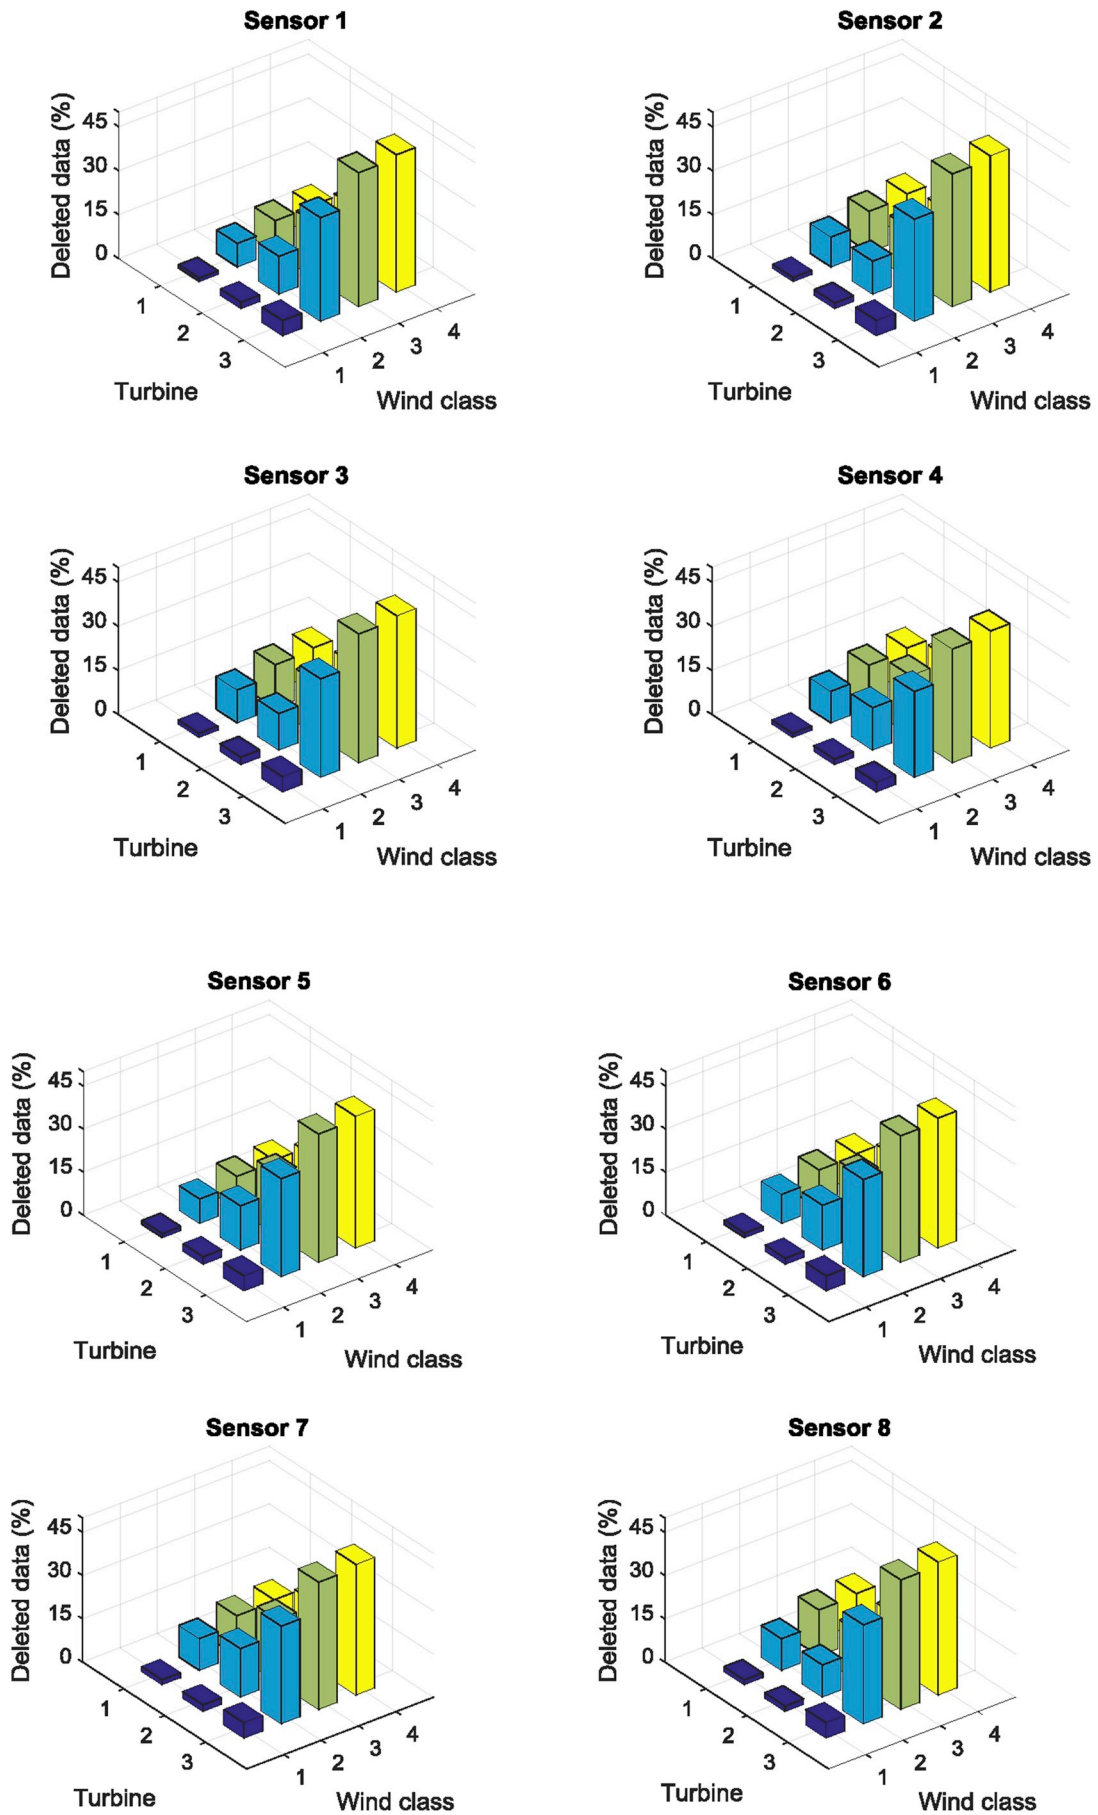 Sensor 1
Deleted data (%)
45
30
15
0
1
2
3
Turbine
1
2
3
4
Wind class
Sensor 2
Deleted data (%)
45
30
15
0
1
2
3
Turbine
1
2
3
4
Wind class
Sensor 3
Deleted data (%)
45
30
15
0
1
2
3
Turbine
1
2
3
4
Wind class
Sensor 4
Deleted data (%)
45
30
15
0
1
2
3
Turbine
1
2
3
4
Wind class
Sensor 5
Deleted data (%)
45
30
15
0
1
2
3
Turbine
1
2
3
4
Wind class
Sensor 6
Deleted data (%)
45
30
15
0
1
2
3
Turbine
1
2
3
4
Wind class
Sensor 7
Deleted data (%)
45
30
15
0
1
2
3
Turbine
1
2
3
4
Wind class
Sensor 8
Deleted data (%)
45
30
15
0
1
2
3
Turbine
1
2
3
4
Wind class